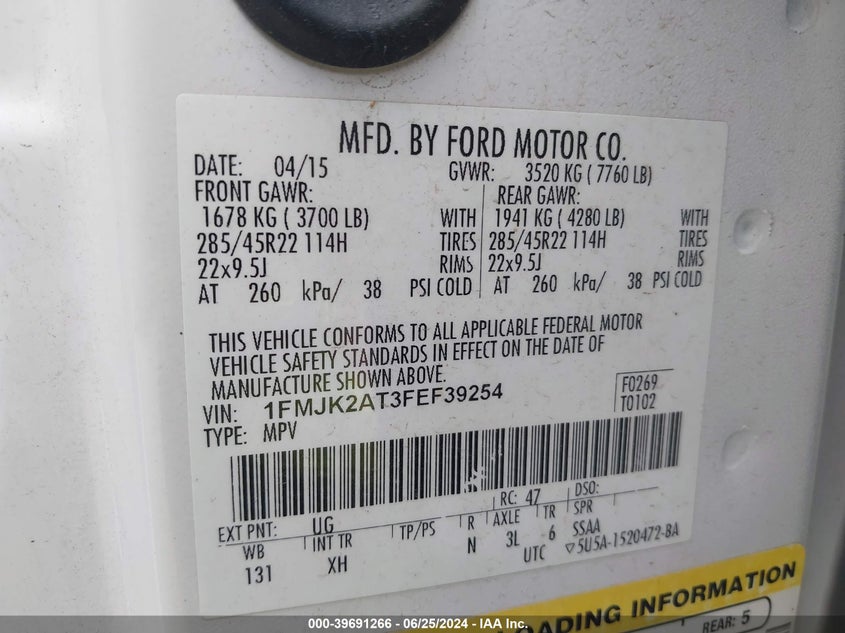 MFD. BY FORD MOTOR CO.
DATE: 04/15 GVWR: 3520 KG ( 7760 LB)
FRONT GAWR: REAR GAWR:
1678 KG ( 3700 LB) WITH 1941 KG ( 4280 LB) WITH
285/45R22 114H TIRES 285/45R22 114H TIRES
22x9.5J RIMS 22x9.5J RIMS
AT 260 kPa/ 38 PSI COLD AT 260 kPa/ 38 PSI COLD
THIS VEHICLE CONFORMS TO ALL APPLICABLE FEDERAL MOTOR
VEHICLE SAFETY STANDARDS IN EFFECT ON THE DATE OF
MANUFACTURE SHOWN ABOVE.
VIN: 1FMJK2AT3FEF39254 F0269
TYPE: MPV T0102
EXT PNT: UG RC: 47 DSO:
WB INT TR TP/PS R AXLE TR SPR
131 XH N 3L 6 SSAA
UTC ▽5U5A-1520472-BA
LOADING INFORMATION
REAR: 5
000-39691266 - 06/25/2024 - IAA Inc.